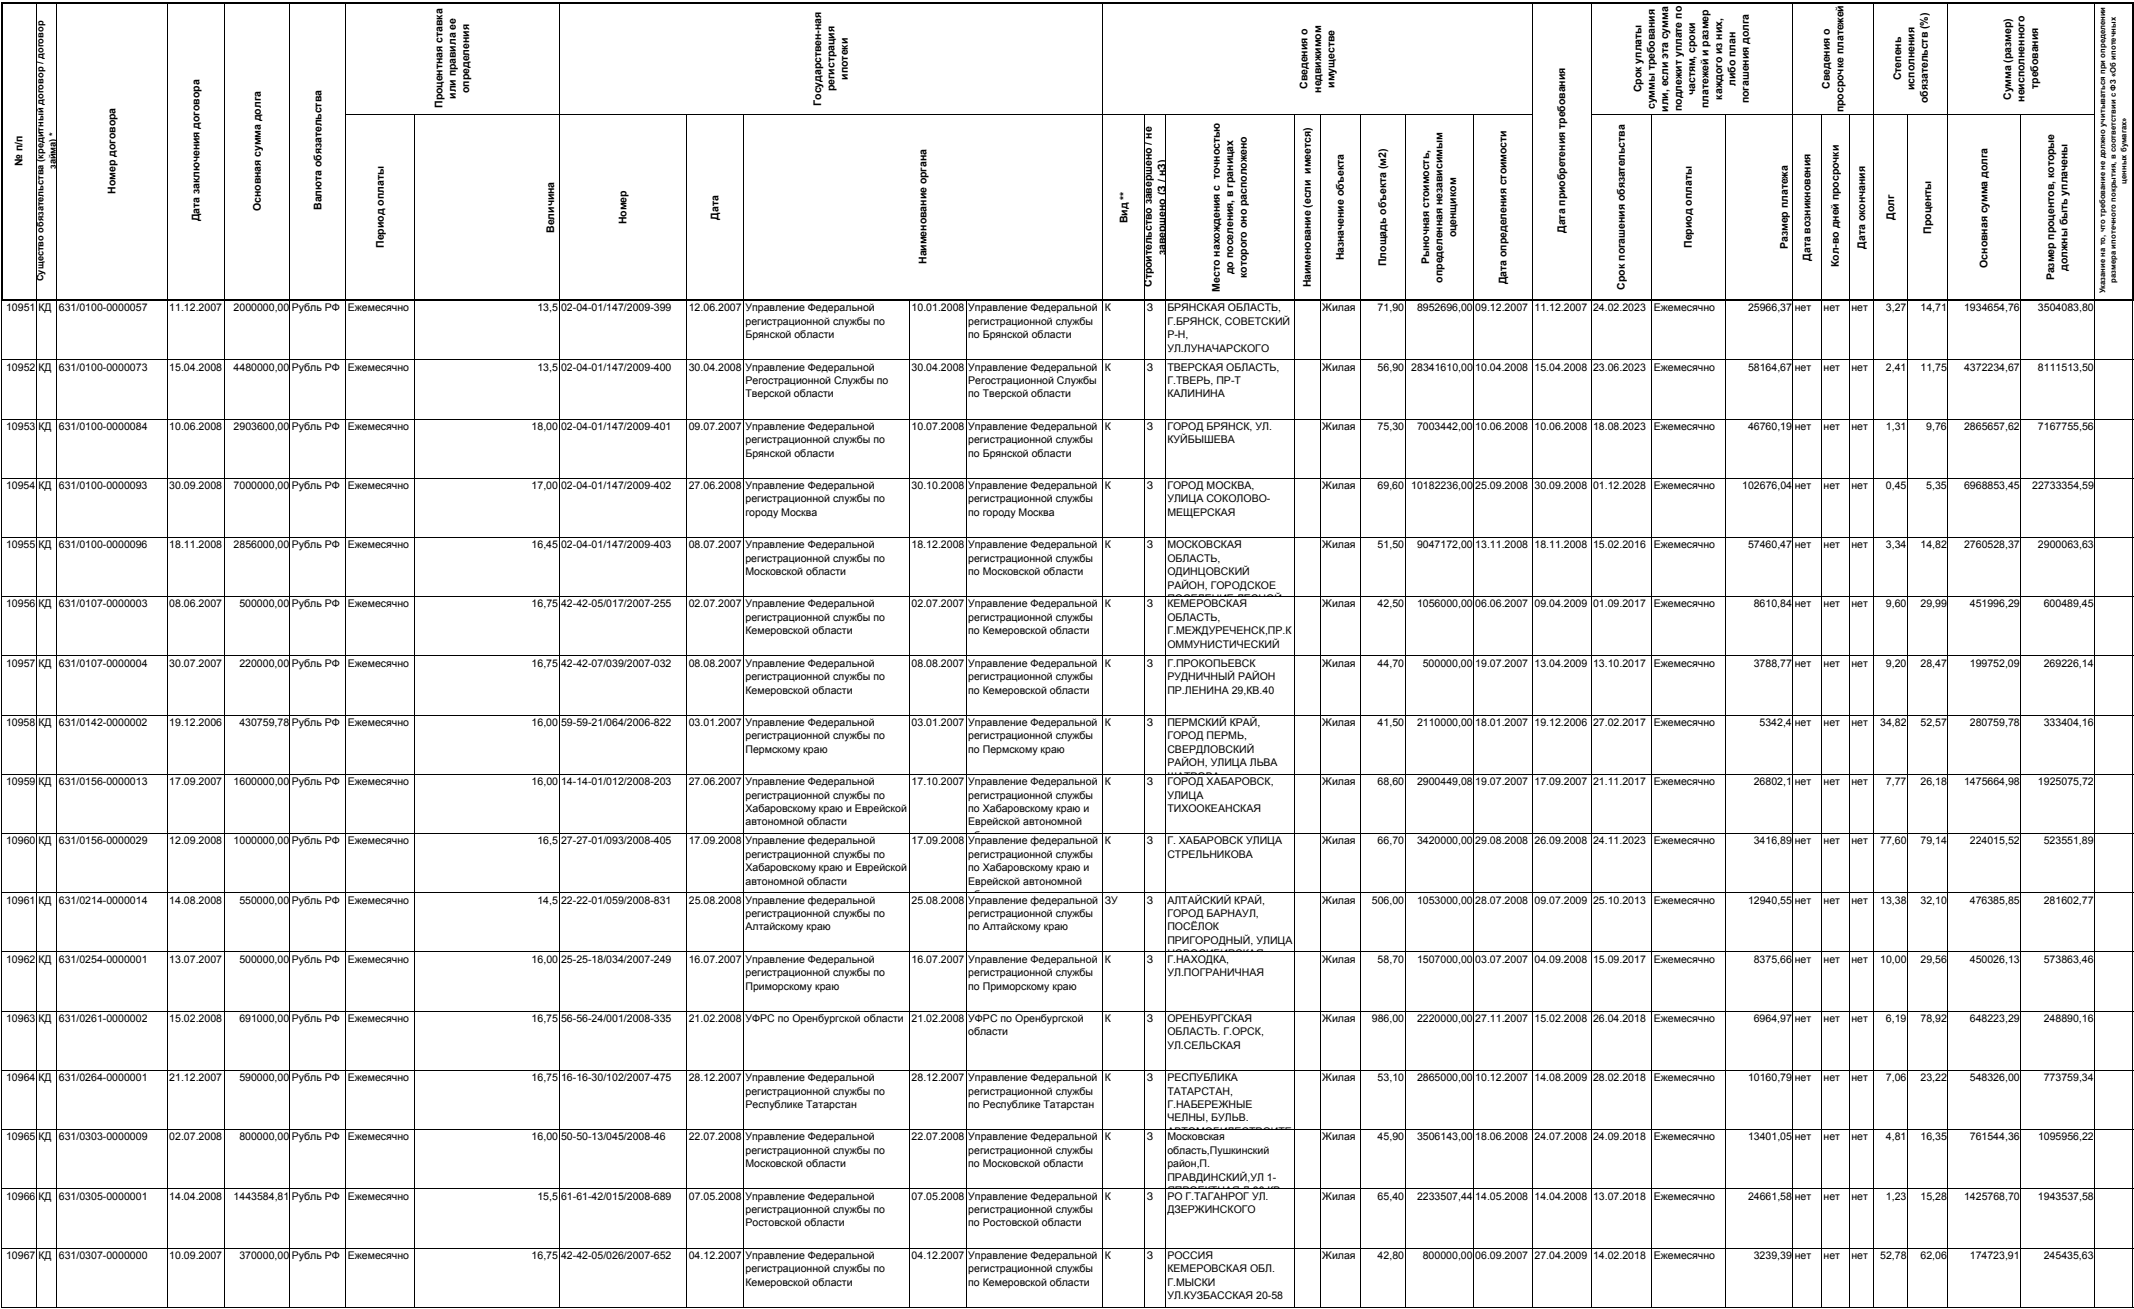 № п/п
Существо обязательства (кредитный договор / договор займа) *
Номер договора
Дата заключения договора
Основная сумма долга
Валюта обязательства
Процентная ставка или правила ее определения
Период оплаты
Величина
Государствен-ная регистрация ипотеки
Номер
Дата
Наименование органа
Сведения о недвижимом имуществе
Вид **
Строительство завершено / не завершено (З / нЗ)
Место нахождения с точностью до поселения, в границах которого оно расположено
Наименование (если имеется)
Назначение объекта
Площадь объекта (м2)
Рыночная стоимость, определенная независимым оценщиком
Дата определения стоимости
Дата приобретения требования
Срок уплаты суммы требования или, если эта сумма подлежит уплате по частям, сроки платежей и размер каждого из них, либо план погашения долга
Срок погашения обязательства
Период оплаты
Размер платежа
Сведения о просрочке платежей
Дата возникновения
Кол-во дней просрочки
Дата окончания
Степень исполнения обязательств (%)
Долг
Проценты
Сумма (размер) неисполненного требования
Основная сумма долга
Размер процентов, которые должны быть уплачены
Указание на то, что требование не должно учитываться при определении размера ипотечного покрытия, в соответствии с ФЗ «Об ипотечных ценных бумагах»
10951 КД 631/0100-0000057 11.12.2007 2000000,00 Рубль РФ Ежемесячно 13,5 02-04-01/147/2009-399 12.06.2007 Управление Федеральной регистрационной службы по Брянской области 10.01.2008 Управление Федеральной регистрационной службы по Брянской области К З БРЯНСКАЯ ОБЛАСТЬ, Г.БРЯНСК, СОВЕТСКИЙ Р-Н, УЛ.ЛУНАЧАРСКОГО Жилая 71,90 8952696,00 09.12.2007 11.12.2007 24.02.2023 Ежемесячно 25966,37 нет нет нет 3,27 14,71 1934654,76 3504083,80
10952 КД 631/0100-0000073 15.04.2008 4480000,00 Рубль РФ Ежемесячно 13,5 02-04-01/147/2009-400 30.04.2008 Управление Федеральной Регострационной Службы по Тверской области 30.04.2008 Управление Федеральной Регострационной Службы по Тверской области К З ТВЕРСКАЯ ОБЛАСТЬ, Г.ТВЕРЬ, ПР-Т КАЛИНИНА Жилая 56,90 28341610,00 10.04.2008 15.04.2008 23.06.2023 Ежемесячно 58164,67 нет нет нет 2,41 11,75 4372234,67 8111513,50
10953 КД 631/0100-0000084 10.06.2008 2903600,00 Рубль РФ Ежемесячно 18,00 02-04-01/147/2009-401 09.07.2007 Управление Федеральной регистрационной службы по Брянской области 10.07.2008 Управление Федеральной регистрационной службы по Брянской области К З ГОРОД БРЯНСК, УЛ. КУЙБЫШЕВА Жилая 75,30 7003442,00 10.06.2008 10.06.2008 18.08.2023 Ежемесячно 46760,19 нет нет нет 1,31 9,76 2865657,62 7167755,56
10954 КД 631/0100-0000093 30.09.2008 7000000,00 Рубль РФ Ежемесячно 17,00 02-04-01/147/2009-402 27.06.2008 Управление Федеральной регистрационной службы по городу Москва 30.10.2008 Управление Федеральной регистрационной службы по городу Москва К З ГОРОД МОСКВА, УЛИЦА СОКОЛОВО-МЕЩЕРСКАЯ Жилая 69,60 10182236,00 25.09.2008 30.09.2008 01.12.2028 Ежемесячно 102676,04 нет нет нет 0,45 5,35 6968853,45 22733354,59
10955 КД 631/0100-0000096 18.11.2008 2856000,00 Рубль РФ Ежемесячно 16,45 02-04-01/147/2009-403 08.07.2007 Управление Федеральной регистрационной службы по Московской области 18.12.2008 Управление Федеральной регистрационной службы по Московской области К З МОСКОВСКАЯ ОБЛАСТЬ, ОДИНЦОВСКИЙ РАЙОН, ГОРОДСКОЕ Жилая 51,50 9047172,00 13.11.2008 18.11.2008 15.02.2016 Ежемесячно 57460,47 нет нет нет 3,34 14,82 2760528,37 2900063,63
10956 КД 631/0107-0000003 08.06.2007 500000,00 Рубль РФ Ежемесячно 16,75 42-42-05/017/2007-255 02.07.2007 Управление Федеральной регистрационной службы по Кемеровской области 02.07.2007 Управление Федеральной регистрационной службы по Кемеровской области К З КЕМЕРОВСКАЯ ОБЛАСТЬ, Г.МЕЖДУРЕЧЕНСК,ПР.КОММУНИСТИЧЕСКИЙ Жилая 42,50 1056000,00 06.06.2007 09.04.2009 01.09.2017 Ежемесячно 8610,84 нет нет нет 9,60 29,99 451996,29 600489,45
10957 КД 631/0107-0000004 30.07.2007 220000,00 Рубль РФ Ежемесячно 16,75 42-42-07/039/2007-032 08.08.2007 Управление Федеральной регистрационной службы по Кемеровской области 08.08.2007 Управление Федеральной регистрационной службы по Кемеровской области К З Г.ПРОКОПЬЕВСК РУДНИЧНЫЙ РАЙОН ПР.ЛЕНИНА 29,КВ.40 Жилая 44,70 500000,00 19.07.2007 13.04.2009 13.10.2017 Ежемесячно 3788,77 нет нет нет 9,20 28,47 199752,09 269226,14
10958 КД 631/0142-0000002 19.12.2006 430759,78 Рубль РФ Ежемесячно 16,00 59-59-21/064/2006-822 03.01.2007 Управление Федеральной регистрационной службы по Пермскому краю 03.01.2007 Управление Федеральной регистрационной службы по Пермскому краю К З ПЕРМСКИЙ КРАЙ, ГОРОД ПЕРМЬ, СВЕРДЛОВСКИЙ РАЙОН, УЛИЦА ЛЬВА Жилая 41,50 2110000,00 18.01.2007 19.12.2006 27.02.2017 Ежемесячно 5342,4 нет нет нет 34,82 52,57 280759,78 333404,16
10959 КД 631/0156-0000013 17.09.2007 1600000,00 Рубль РФ Ежемесячно 16,00 14-14-01/012/2008-203 27.06.2007 Управление Федеральной регистрационной службы по Хабаровскому краю и Еврейской автономной области 17.10.2007 Управление Федеральной регистрационной службы по Хабаровскому краю и Еврейской автономной К З ГОРОД ХАБАРОВСК, УЛИЦА ТИХООКЕАНСКАЯ Жилая 68,60 2900449,08 19.07.2007 17.09.2007 21.11.2017 Ежемесячно 26802,1 нет нет нет 7,77 26,18 1475664,98 1925075,72
10960 КД 631/0156-0000029 12.09.2008 1000000,00 Рубль РФ Ежемесячно 16,5 27-27-01/093/2008-405 17.09.2008 Управление федеральной регистрационной службы по Хабаровскому краю и Еврейской автономной области 17.09.2008 Управление федеральной регистрационной службы по Хабаровскому краю и Еврейской автономной К З Г. ХАБАРОВСК УЛИЦА СТРЕЛЬНИКОВА Жилая 66,70 3420000,00 29.08.2008 26.09.2008 24.11.2023 Ежемесячно 3416,89 нет нет нет 77,60 79,14 224015,52 523551,89
10961 КД 631/0214-0000014 14.08.2008 550000,00 Рубль РФ Ежемесячно 14,5 22-22-01/059/2008-831 25.08.2008 Управление федеральной регистрационной службы по Алтайскому краю 25.08.2008 Управление федеральной регистрационной службы по Алтайскому краю ЗУ З АЛТАЙСКИЙ КРАЙ, ГОРОД БАРНАУЛ, ПОСЁЛОК ПРИГОРОДНЫЙ, УЛИЦА Жилая 506,00 1053000,00 28.07.2008 09.07.2009 25.10.2013 Ежемесячно 12940,55 нет нет нет 13,38 32,10 476385,85 281602,77
10962 КД 631/0254-0000001 13.07.2007 500000,00 Рубль РФ Ежемесячно 16,00 25-25-18/034/2007-249 16.07.2007 Управление Федеральной регистрационной службы по Приморскому краю 16.07.2007 Управление Федеральной регистрационной службы по Приморскому краю К З Г.НАХОДКА, УЛ.ПОГРАНИЧНАЯ Жилая 58,70 1507000,00 03.07.2007 04.09.2008 15.09.2017 Ежемесячно 8375,66 нет нет нет 10,00 29,56 450026,13 573863,46
10963 КД 631/0261-0000002 15.02.2008 691000,00 Рубль РФ Ежемесячно 16,75 56-56-24/001/2008-335 21.02.2008 УФРС по Оренбургской области 21.02.2008 УФРС по Оренбургской области К З ОРЕНБУРГСКАЯ ОБЛАСТЬ. Г.ОРСК, УЛ.СЕЛЬСКАЯ Жилая 986,00 2220000,00 27.11.2007 15.02.2008 26.04.2018 Ежемесячно 6964,97 нет нет нет 6,19 78,92 648223,29 248890,16
10964 КД 631/0264-0000001 21.12.2007 590000,00 Рубль РФ Ежемесячно 16,75 16-16-30/102/2007-475 28.12.2007 Управление Федеральной регистрационной службы по Республике Татарстан 28.12.2007 Управление Федеральной регистрационной службы по Республике Татарстан К З РЕСПУБЛИКА ТАТАРСТАН, Г.НАБЕРЕЖНЫЕ ЧЕЛНЫ, БУЛЬВ. Жилая 53,10 2865000,00 10.12.2007 14.08.2009 28.02.2018 Ежемесячно 10160,79 нет нет нет 7,06 23,22 548326,00 773759,34
10965 КД 631/0303-0000009 02.07.2008 800000,00 Рубль РФ Ежемесячно 16,00 50-50-13/045/2008-46 22.07.2008 Управление Федеральной регистрационной службы по Московской области 22.07.2008 Управление Федеральной регистрационной службы по Московской области К З Московская область,Пушкинский район,П. ПРАВДИНСКИЙ,УЛ 1- Жилая 45,90 3506143,00 18.06.2008 24.07.2008 24.09.2018 Ежемесячно 13401,05 нет нет нет 4,81 16,35 761544,36 1095956,22
10966 КД 631/0305-0000001 14.04.2008 1443584,81 Рубль РФ Ежемесячно 15,5 61-61-42/015/2008-689 07.05.2008 Управление Федеральной регистрационной службы по Ростовской области 07.05.2008 Управление Федеральной регистрационной службы по Ростовской области К З РО Г.ТАГАНРОГ УЛ. ДЗЕРЖИНСКОГО Жилая 65,40 2233507,44 14.05.2008 14.04.2008 13.07.2018 Ежемесячно 24661,58 нет нет нет 1,23 15,28 1425768,70 1943537,58
10967 КД 631/0307-0000000 10.09.2007 370000,00 Рубль РФ Ежемесячно 16,75 42-42-05/026/2007-652 04.12.2007 Управление Федеральной регистрационной службы по Кемеровской области 04.12.2007 Управление Федеральной регистрационной службы по Кемеровской области К З РОССИЯ КЕМЕРОВСКАЯ ОБЛ. Г.МЫСКИ УЛ.КУЗБАССКАЯ 20-58 Жилая 42,80 800000,00 06.09.2007 27.04.2009 14.02.2018 Ежемесячно 3239,39 нет нет нет 52,78 62,06 174723,91 245435,63